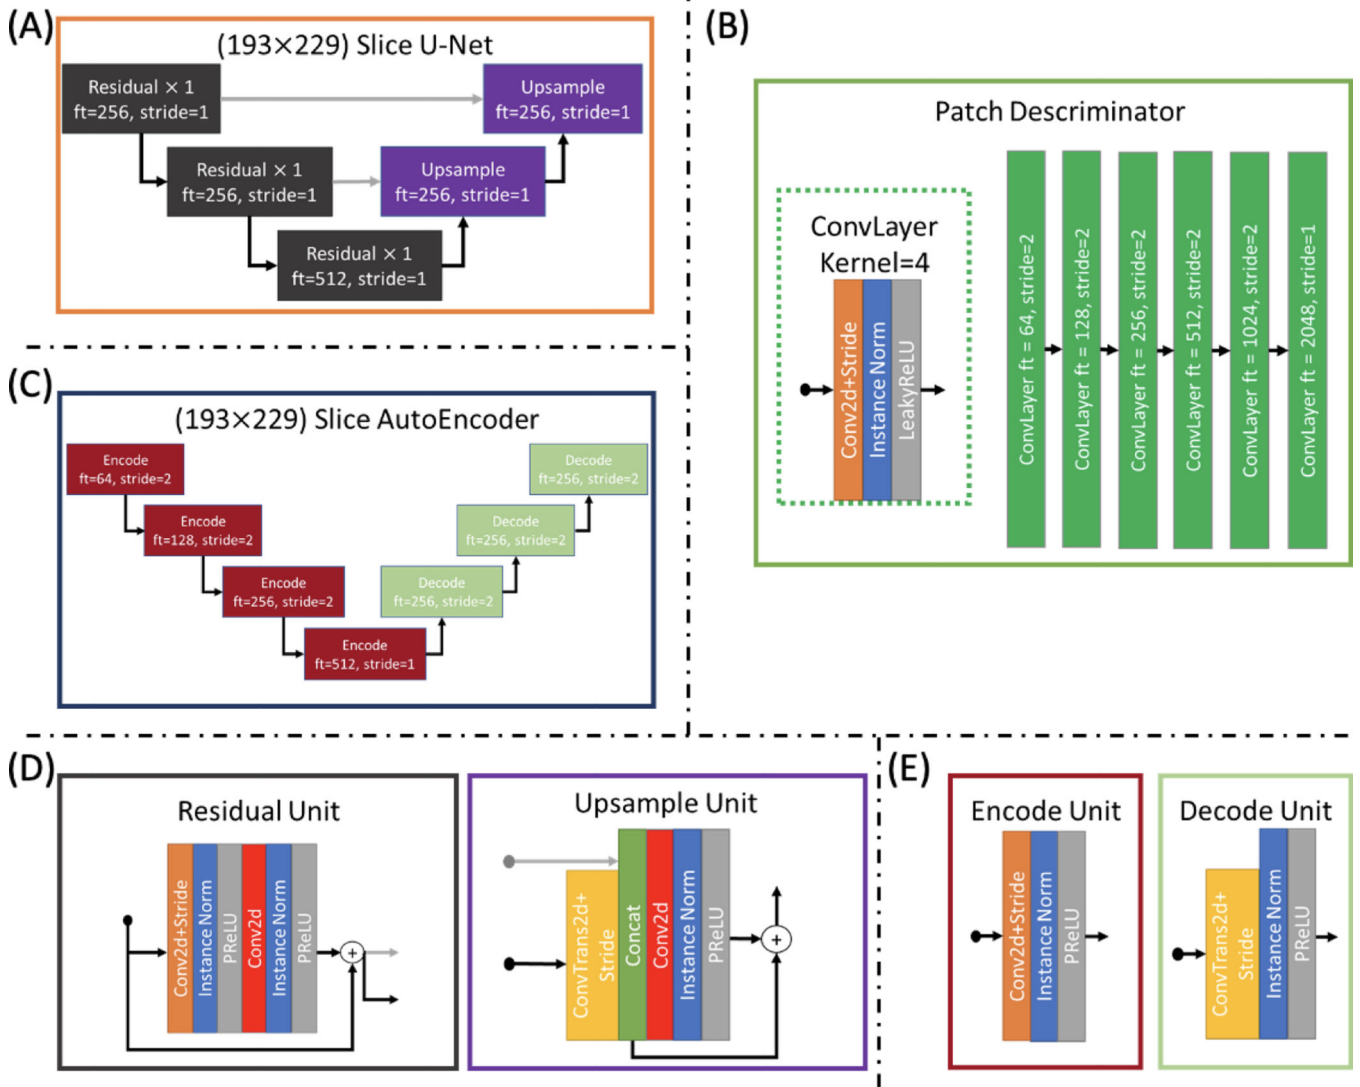 (A)
(193×229) Slice U-Net
Residual × 1
ft=256, stride=1
Upsample
ft=256, stride=1
Residual × 1
ft=256, stride=1
Upsample
ft=256, stride=1
Residual × 1
ft=512, stride=1
(B)
Patch Descriminator
ConvLayer
Kernel=4
Conv2d+Stride
Instance Norm
LeakyReLU
ConvLayer ft = 64, stride=2
ConvLayer ft = 128, stride=2
ConvLayer ft = 256, stride=2
ConvLayer ft = 512, stride=2
ConvLayer ft = 1024, stride=2
ConvLayer ft = 2048, stride=1
(C)
(193×229) Slice AutoEncoder
Encode
ft=64, stride=2
Decode
ft=256, stride=2
Encode
ft=128, stride=2
Decode
ft=256, stride=2
Encode
ft=256, stride=2
Decode
ft=256, stride=2
Encode
ft=512, stride=1
(D)
Residual Unit
Conv2d+Stride
Instance Norm
PReLU
Conv2d
Instance Norm
PReLU
+
Upsample Unit
ConvTrans2d+
Stride
Concat
Conv2d
Instance Norm
PReLU
+
(E)
Encode Unit
Conv2d+Stride
Instance Norm
PReLU
Decode Unit
ConvTrans2d+
Stride
Instance Norm
PReLU